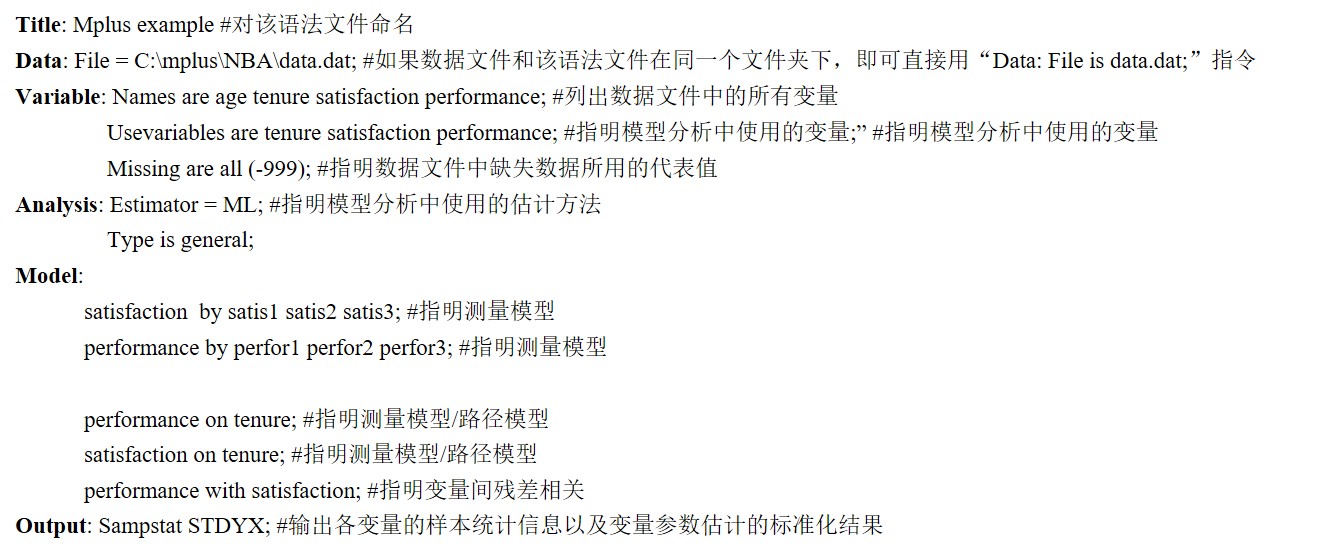 Title: Mplus example #对该语法文件命名
Data: File = C:\mplus\NBA\data.dat; #如果数据文件和该语法文件在同一个文件夹下，即可直接用“Data: File is data.dat;”指令
Variable: Names are age tenure satisfaction performance; #列出数据文件中的所有变量
Usevariables are tenure satisfaction performance; #指明模型分析中使用的变量;” #指明模型分析中使用的变量
Missing are all (-999); #指明数据文件中缺失数据所用的代表值
Analysis: Estimator = ML; #指明模型分析中使用的估计方法
Type is general;
Model:
satisfaction  by satis1 satis2 satis3; #指明测量模型
performance by perfor1 perfor2 perfor3; #指明测量模型
performance on tenure; #指明测量模型/路径模型
satisfaction on tenure; #指明测量模型/路径模型
performance with satisfaction; #指明变量间残差相关
Output: Sampstat STDYX; #输出各变量的样本统计信息以及变量参数估计的标准化结果